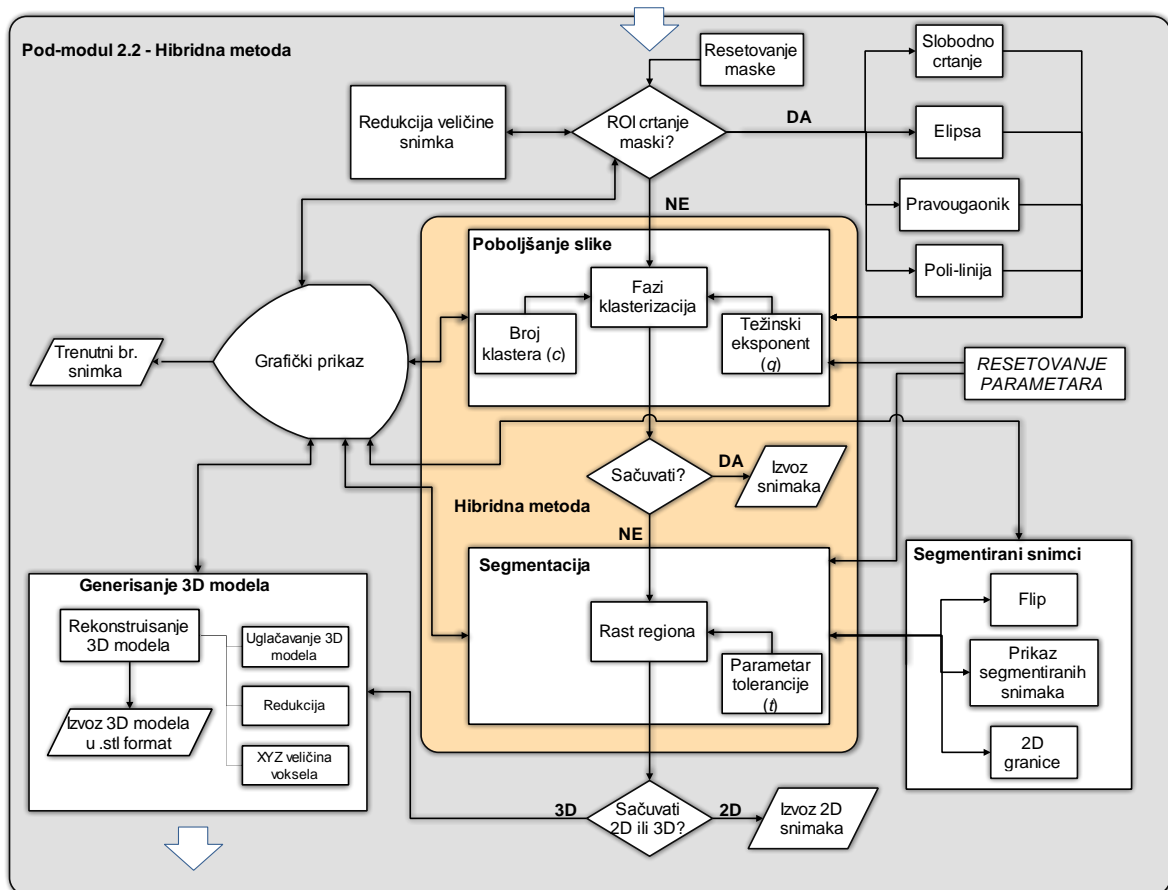 Pod-modul 2.2 - Hibridna metoda
Resetovanje
maske
Slobodno
crtanje
Redukcija veličine
snimka
ROI crtanje
maski?
DA
Elipsa
Pravougaonik
Poli-linija
NE
Poboljšanje slike
Fazi
klasterizacija
Broj
klastera (c)
Težinski
eksponent
(q)
Grafički prikaz
Trenutni br.
snimka
RESETOVANJE
PARAMETARA
Sačuvati?
DA
Izvoz
snimaka
Hibridna metoda
NE
Segmentacija
Rast regiona
Parametar
tolerancije
(t)
Segmentirani snimci
Flip
Prikaz
segmentiranih
snimaka
2D
granice
Generisanje 3D modela
Rekonstruisanje
3D modela
Uglačavanje 3D
modela
Redukcija
Izvoz 3D modela
u .stl format
XYZ veličina
voksela
3D
Sačuvati
2D ili 3D?
2D
Izvoz 2D
snimaka